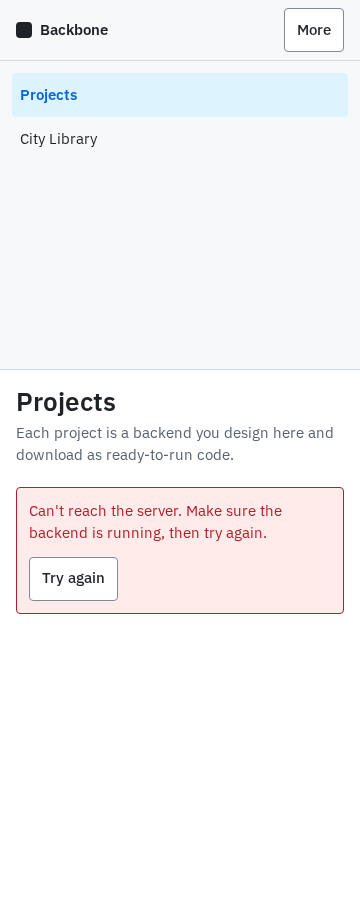 Backbone
More
Projects
City Library
Projects
Each project is a backend you design here and
download as ready-to-run code.
Can't reach the server. Make sure the
backend is running, then try again.
Try again